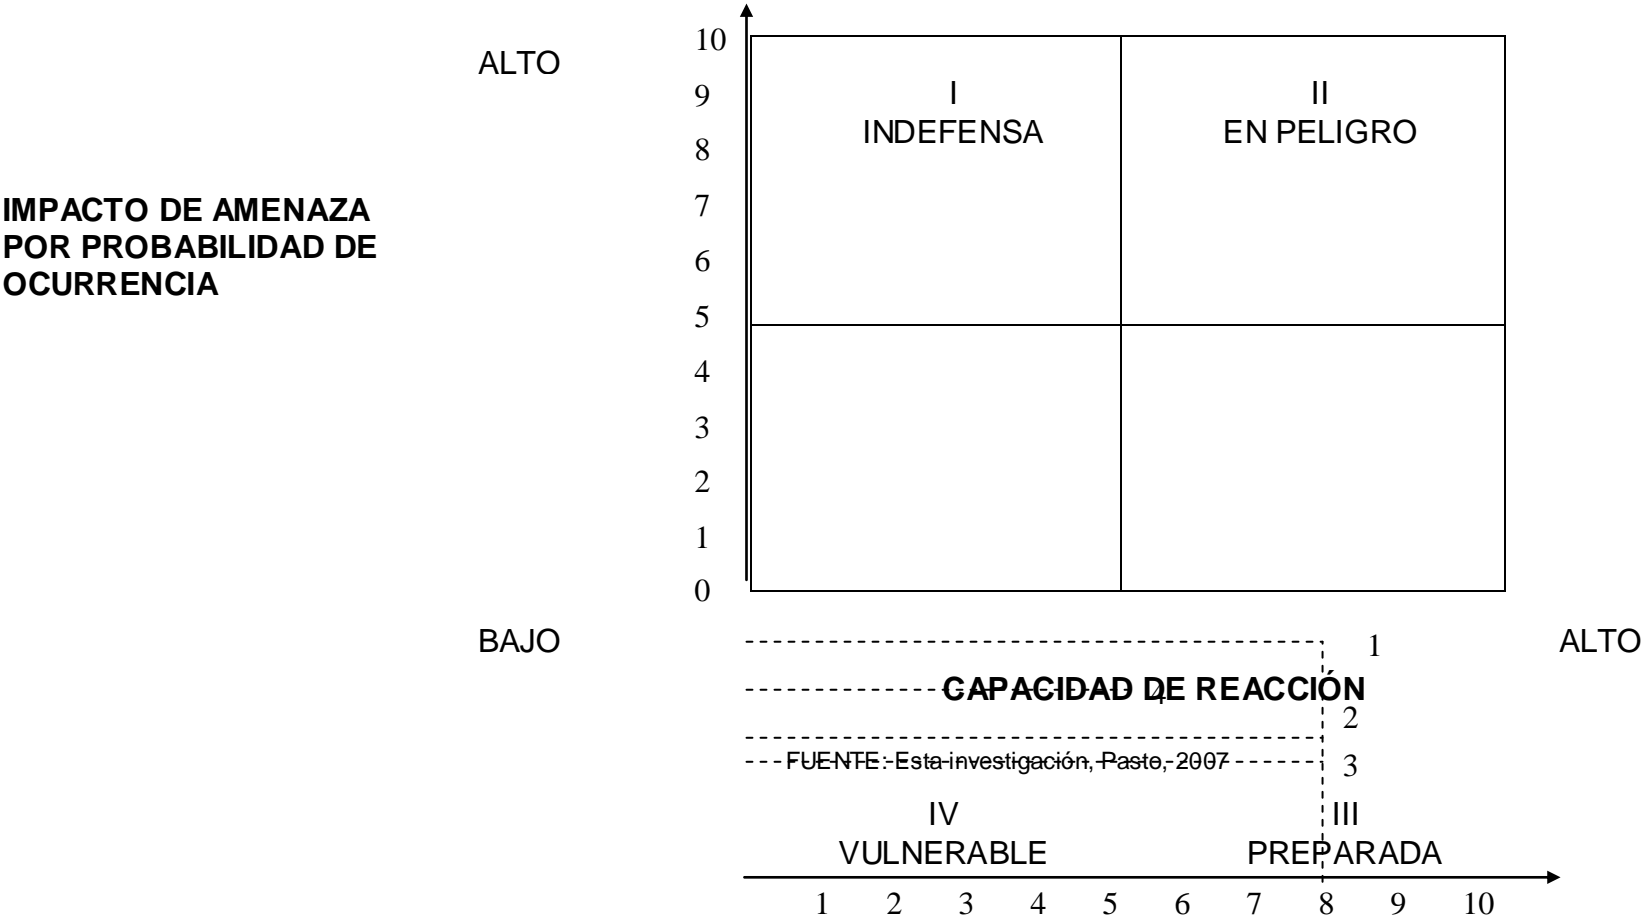 10
ALTO
9
I
II
INDEFENSA
EN PELIGRO
8
IMPACTO DE AMENAZA
POR PROBABILIDAD DE
OCURRENCIA
7
6
5
4
3
2
1
0
BAJO
1
ALTO
CAPACIDAD DE REACCIÓN
4
2
FUENTE: Esta investigación, Pasto, 2007
3
IV
III
VULNERABLE
PREPARADA
1 2 3 4 5 6 7 8 9 10